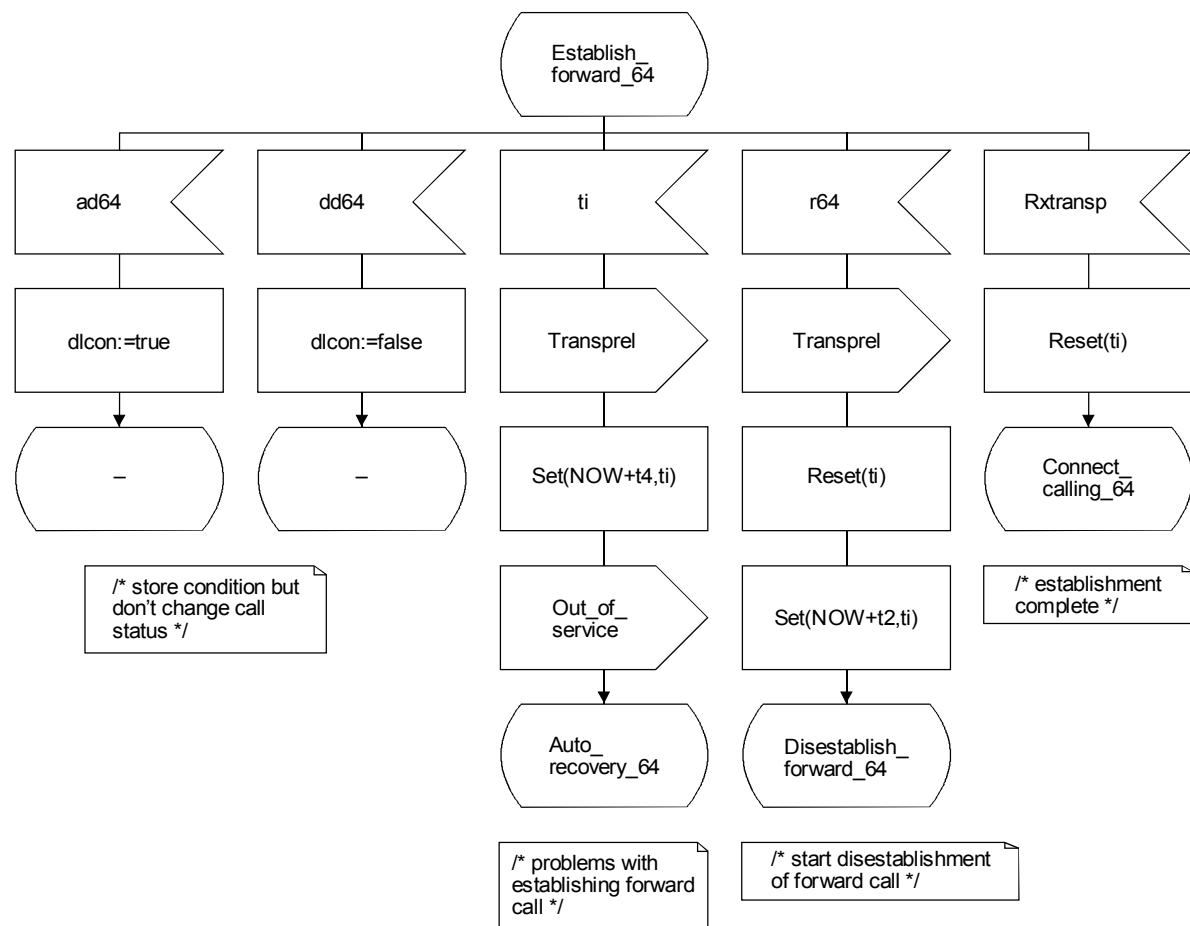 Establish_
forward_64
ad64
dd64
ti
r64
Rxtransp
dlcon:=true
dlcon:=false
Transprel
Transprel
Reset(ti)
–
–
Set(NOW+t4,ti)
Reset(ti)
Connect_
calling_64
/* store condition but
don't change call
status */
Out_of_
service
Set(NOW+t2,ti)
/* establishment
complete */
Auto_
recovery_64
Disestablish_
forward_64
/* problems with
establishing forward
call */
/* start disestablishment
of forward call */